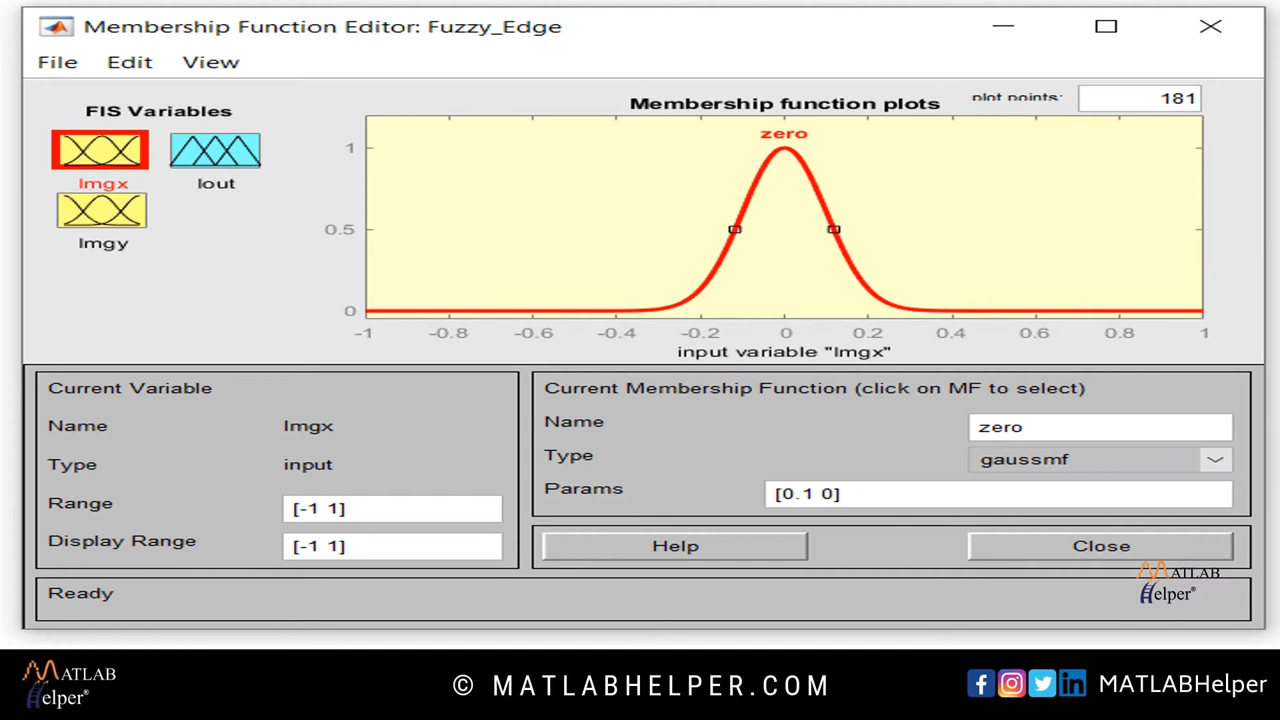 Membership Function Editor: Fuzzy_Edge
File Edit View
FIS Variables
Imgx
Iout
Imgy
Membership function plots
plot points:
181
zero
1
0.5
0
-1 -0.8 -0.6 -0.4 -0.2 0 0.2 0.4 0.6 0.8 1
input variable "Imgx"
Current Variable
Name Imgx
Type input
Range [-1 1]
Display Range [-1 1]
Current Membership Function (click on MF to select)
Name zero
Type gaussmf
Params [0.1 0]
Help Close
Ready
MATLAB
Helper®
MATLAB
Helper®
© MATLABHELPER.COM
MATLABHelper